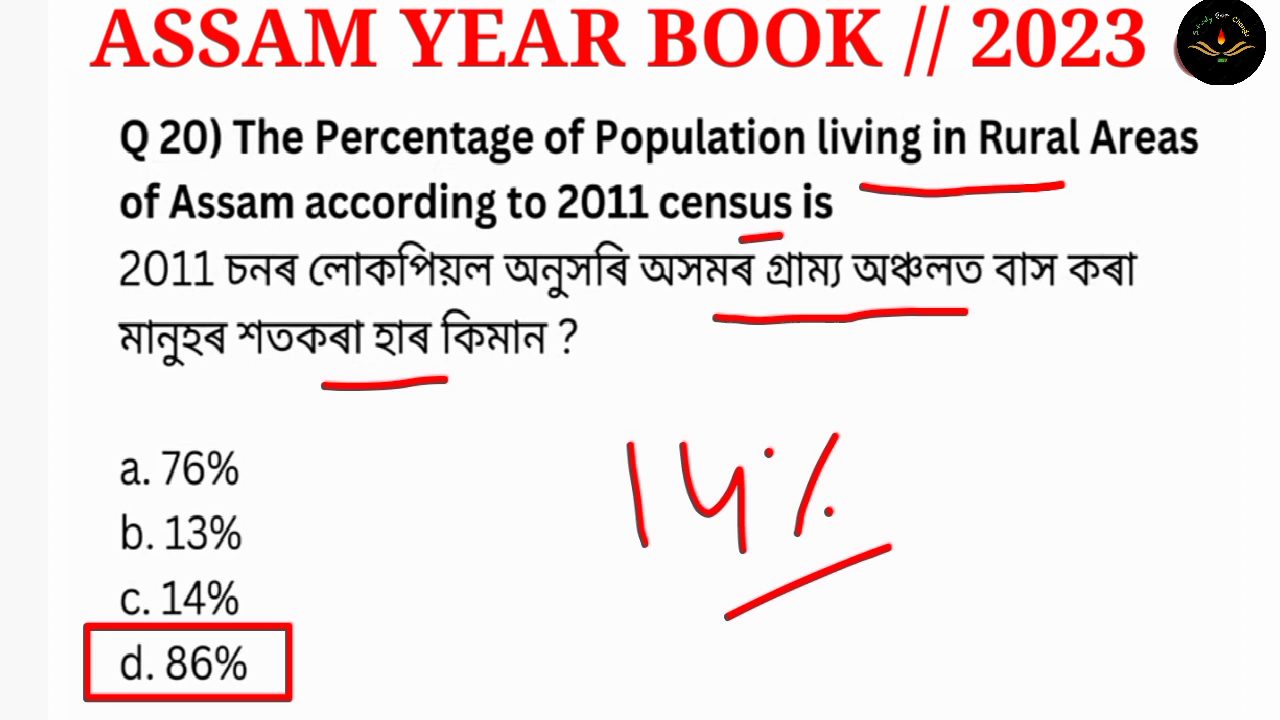 ASSAM YEAR BOOK // 2023
Q 20) The Percentage of Population living in Rural Areas
of Assam according to 2011 census is
2011 চনৰ লোকপিয়ল অনুসৰি অসমৰ গ্ৰাম্য অঞ্চলত বাস কৰা
মানুহৰ শতকৰা হাৰ কিমান ?
a. 76%
b. 13%
14%
c. 14%
d. 86%